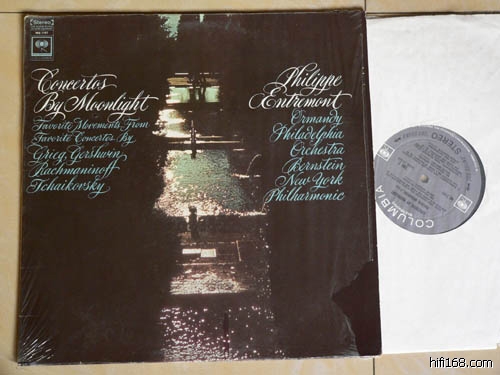 Stereo
Concertos
By Moonlight
Favorite Movements From
Favorite Concertos By
Grieg, Gershwin
Rachmaninoff
Tchaikovsky
Philippe
Entremont
Ormandy
Philadelphia
Orchestra
Bernstein
New York
Philharmonic
STEREO
COLUMBIA
hifi168.com